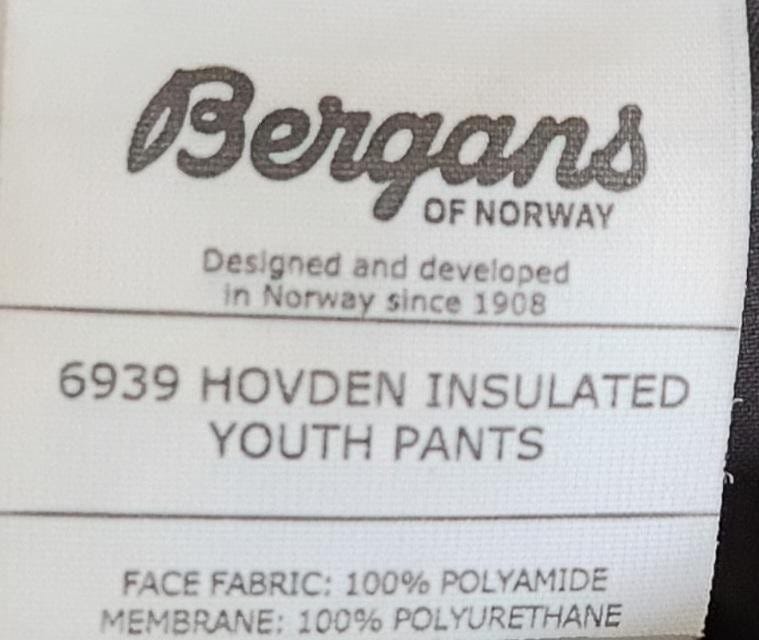 Bergans
OF NORWAY
Designed and developed
in Norway since 1908
6939 HOVDEN INSULATED
YOUTH PANTS
FACE FABRIC: 100% POLYAMIDE
MEMBRANE: 100% POLYURETHANE